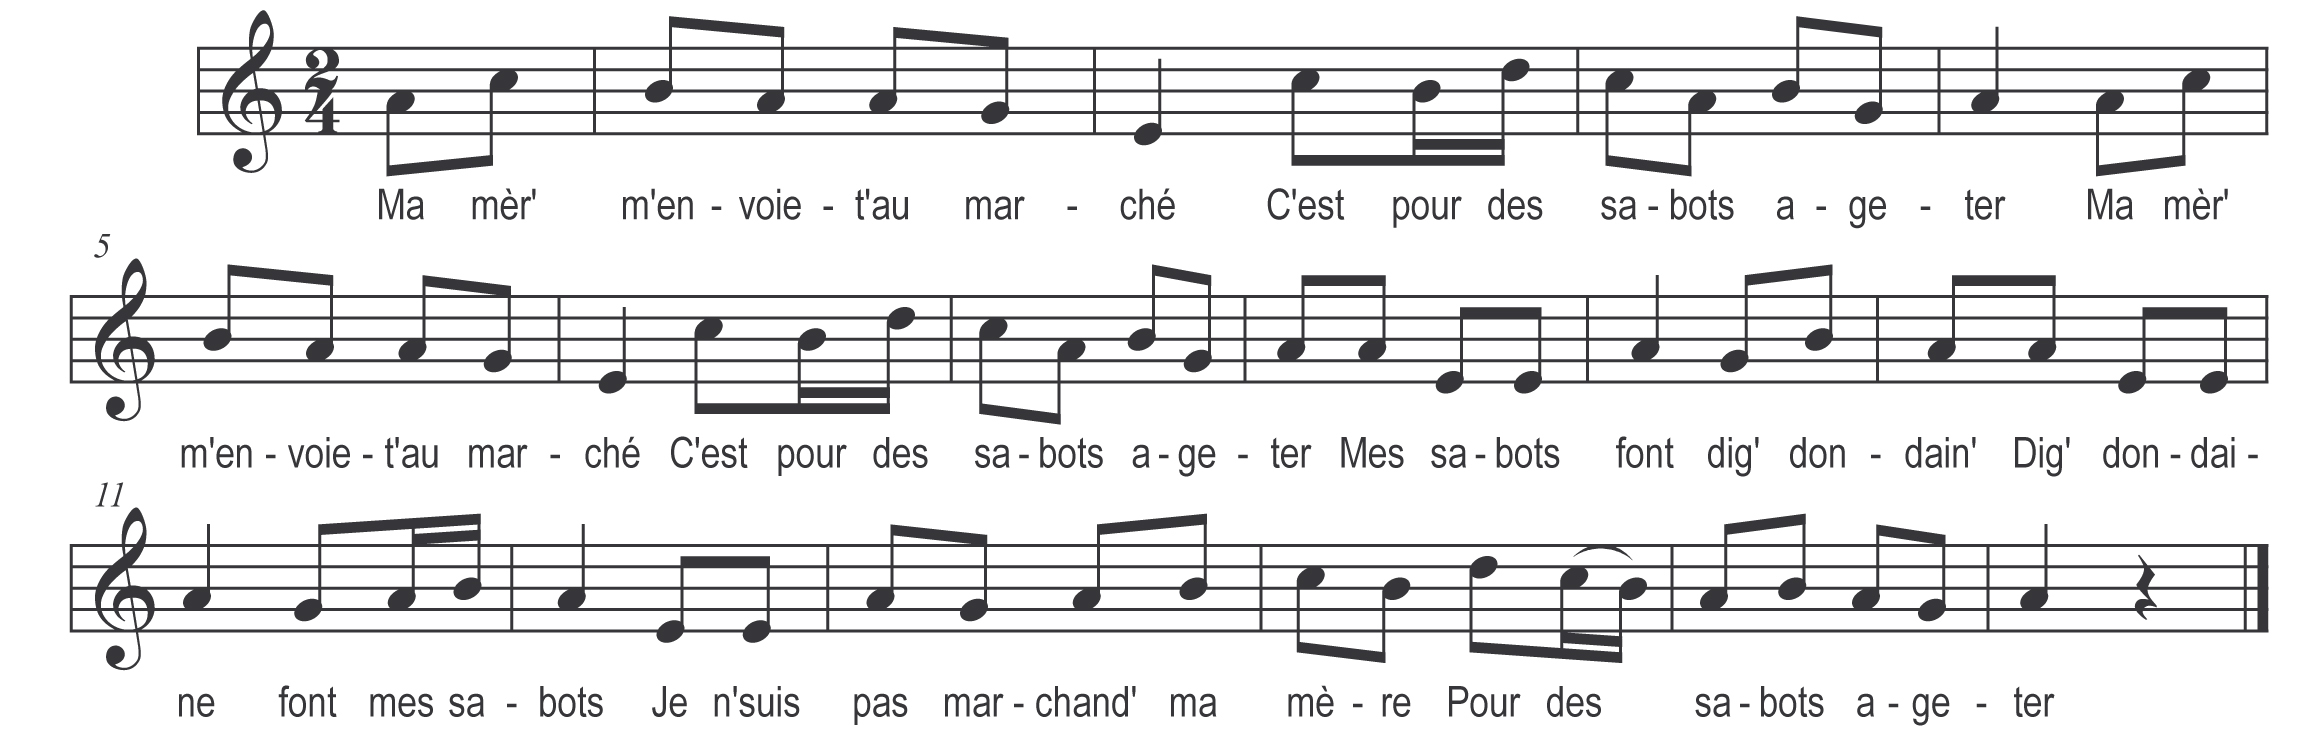 2
4
Ma mèr' m'en - voie - t'au mar - ché C'est pour des sa - bots a - ge - ter Ma mèr'
5
m'en - voie - t'au mar - ché C'est pour des sa - bots a - ge - ter Mes sa - bots font dig' don - dain' Dig' don - dai -
11
ne font mes sa - bots Je n'suis pas mar - chand' ma mè - re Pour des sa - bots a - ge - ter